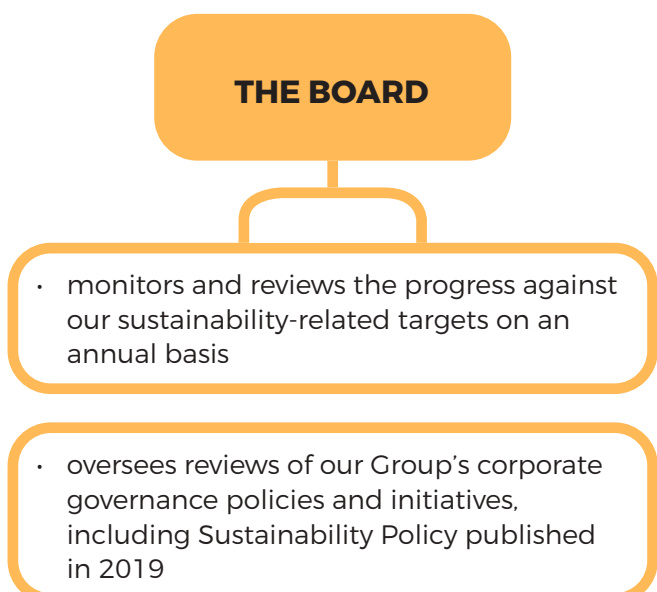 THE BOARD
• monitors and reviews the progress against
our sustainability-related targets on an
annual basis
• oversees reviews of our Group’s corporate
governance policies and initiatives,
including Sustainability Policy published
in 2019